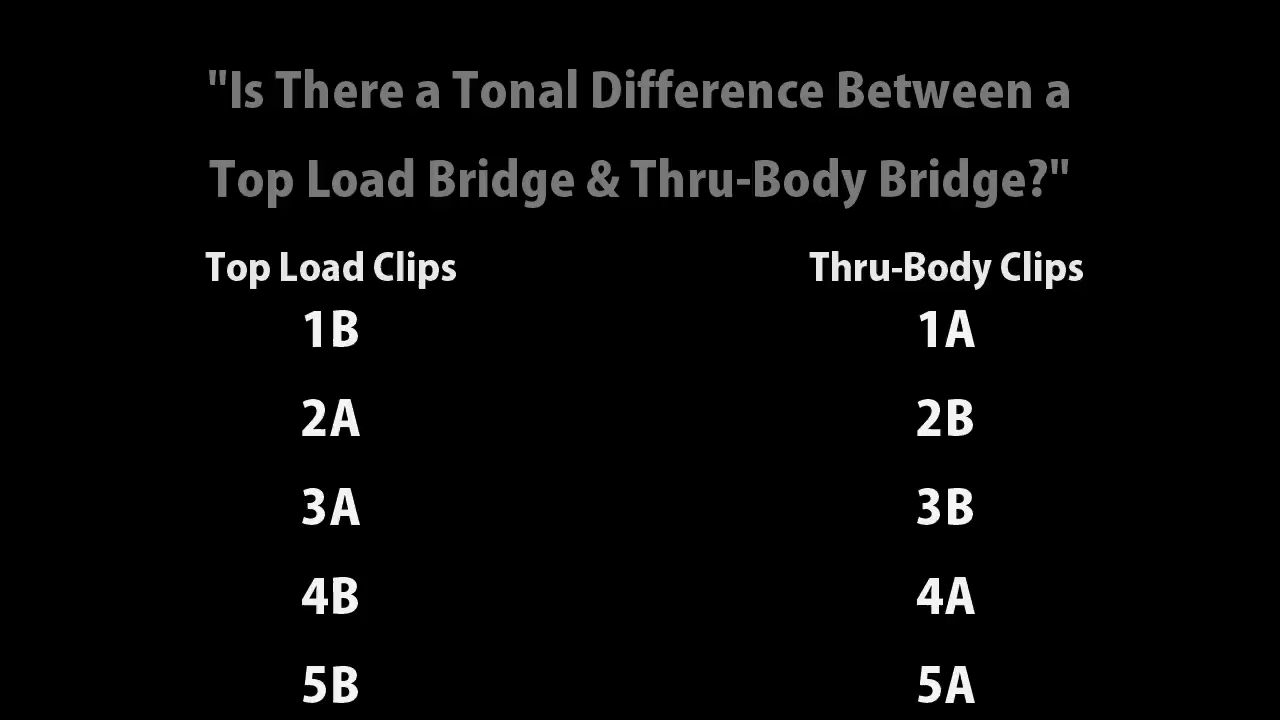 "Is There a Tonal Difference Between a
Top Load Bridge & Thru-Body Bridge?"
Top Load Clips Thru-Body Clips
1B 1A
2A 2B
3A 3B
4B 4A
5B 5A